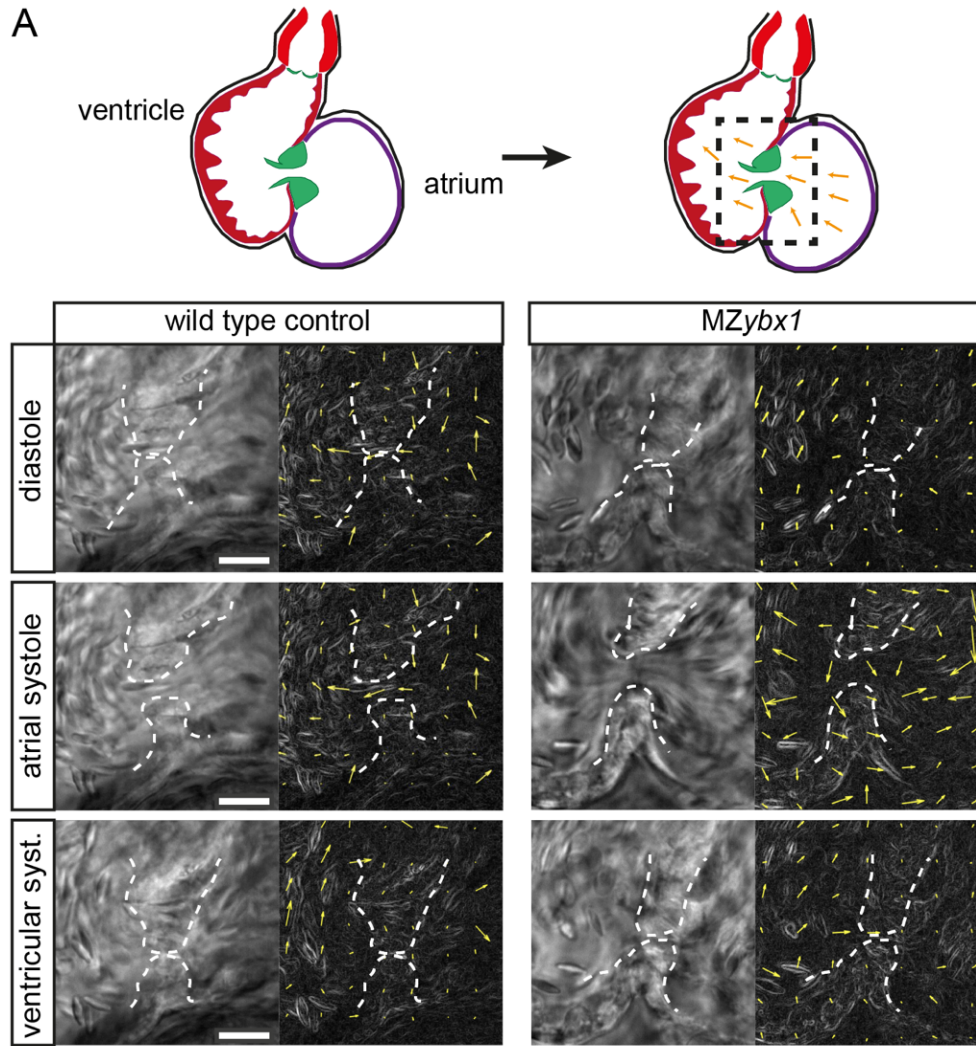 A
ventricle
atrium
wild type control
MZybx1
diastole
atrial systole
ventricular syst.